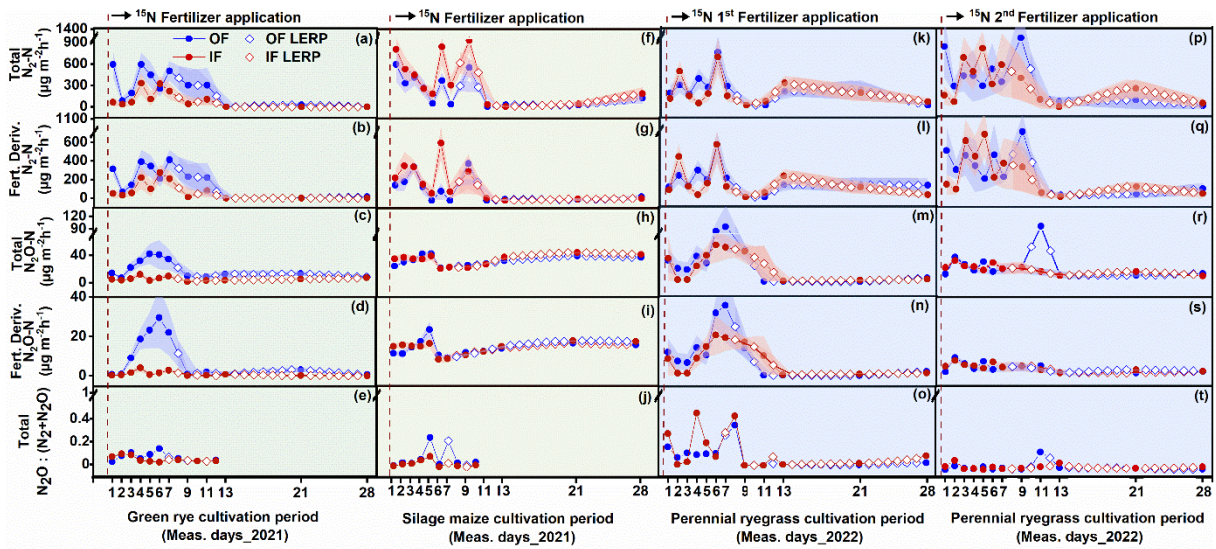 → ¹⁵N Fertilizer application
→ ¹⁵N Fertilizer application
→ ¹⁵N 1ˢᵗ Fertilizer application
→ ¹⁵N 2ⁿᵈ Fertilizer application
OF OF LERP
IF IF LERP
Total
N₂-N
(µg m⁻²h⁻¹)
1400
900
600
300
0
(a)
(f)
(k)
(p)
Fert. Deriv.
N₂-N
(µg m⁻²h⁻¹)
1100
600
400
200
0
(b)
(g)
(l)
(q)
Total
N₂O-N
(µg m⁻²h⁻¹)
120
90
40
0
(c)
(h)
(m)
(r)
Fert. Deriv.
N₂O-N
(µg m⁻²h⁻¹)
40
20
0
(d)
(i)
(n)
(s)
Total
N₂O : (N₂+N₂O)
1
0.4
0.2
0
(e)
(j)
(o)
(t)
1 2 3 4 5 6 7 9 11 13 21 28
1 2 3 4 5 6 7 9 11 13 21 28
1 2 3 4 5 6 7 9 11 13 21 28
1 2 3 4 5 6 7 9 11 13 21 28
Green rye cultivation period
(Meas. days_2021)
Silage maize cultivation period
(Meas. days_2021)
Perennial ryegrass cultivation period
(Meas. days_2022)
Perennial ryegrass cultivation period
(Meas. days_2022)